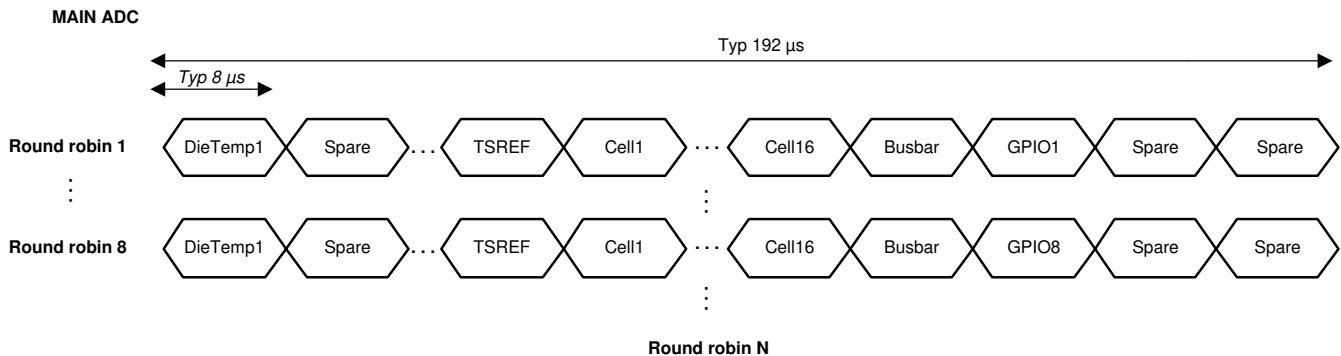 MAIN ADC
Typ 192 µs
Typ 8 µs
Round robin 1 DieTemp1 Spare ... TSREF Cell1 ... Cell16 Busbar GPIO1 Spare Spare
Round robin 8 DieTemp1 Spare ... TSREF Cell1 ... Cell16 Busbar GPIO8 Spare Spare
Round robin N